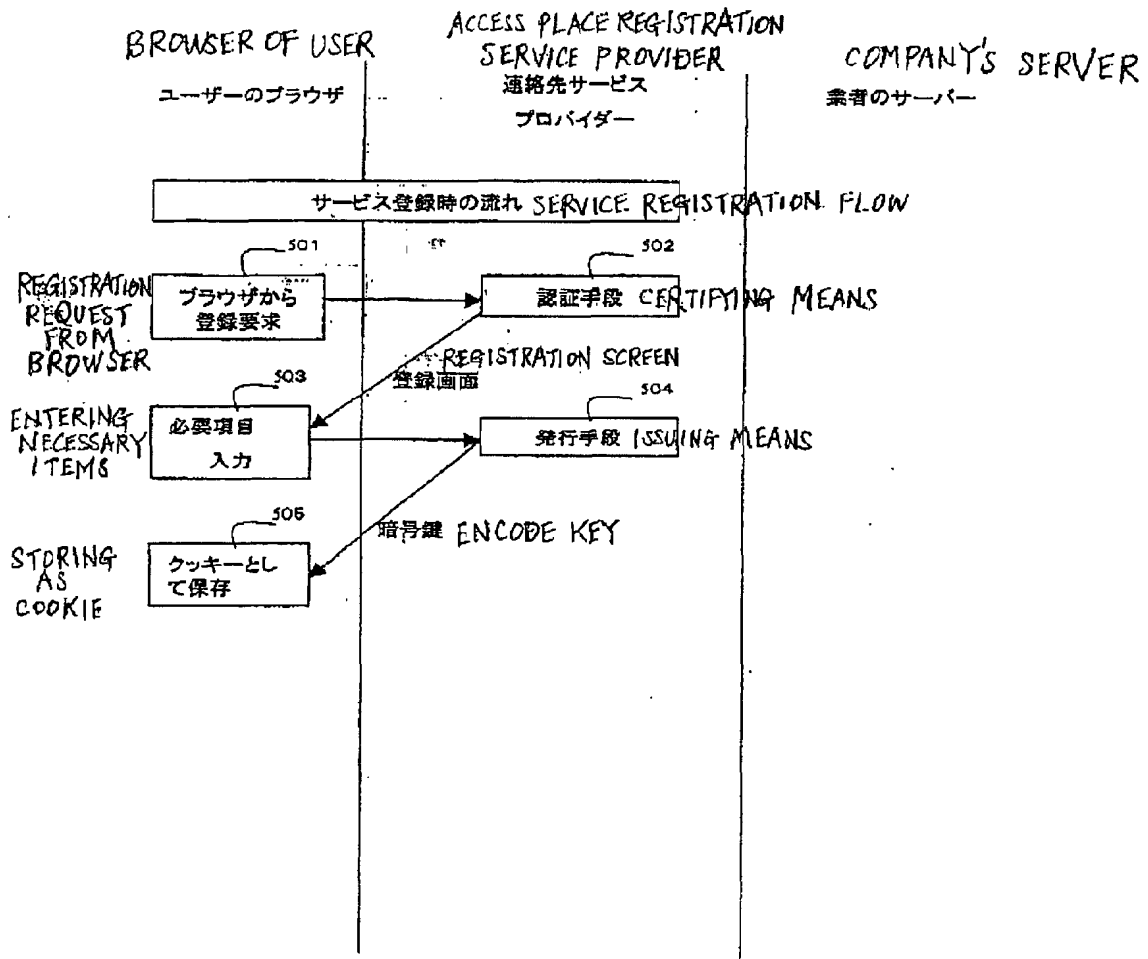 BROWSER OF USER
ユーザーのブラウザ
ACCESS PLACE REGISTRATION
SERVICE PROVIDER
連絡先サービス
プロバイダー
COMPANY'S SERVER
業者のサーバー
サービス登録時の流れ SERVICE REGISTRATION FLOW
501
REGISTRATION
REQUEST
FROM
BROWSER
ブラウザから
登録要求
502
認証手段 CERTIFYING MEANS
REGISTRATION SCREEN
登録画面
503
ENTERING
NECESSARY
ITEMS
必要項目
入力
504
発行手段 ISSUING MEANS
暗号鍵 ENCODE KEY
505
STORING
AS
COOKIE
クッキーとし
て保存